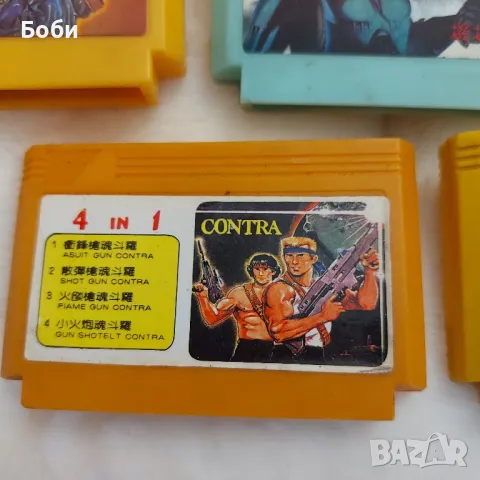 Боби
4 IN 1
CONTRA
1 衝鋒槍魂斗羅
ASUIT GUN CONTRA
2 散彈槍魂斗羅
SHOT GUN CONTRA
3 火燄槍魂斗羅
FIAME GUN CONTRA
4 小火炮魂斗羅
GUN SHOTELT CONTRA
BAZAR